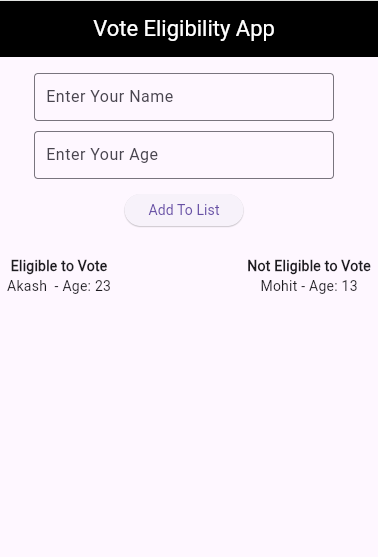 Vote Eligibility App
Enter Your Name
Enter Your Age
Add To List
Eligible to Vote
Akash  - Age: 23
Not Eligible to Vote
Mohit - Age: 13